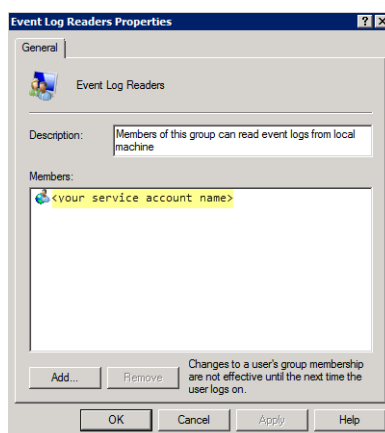 Event Log Readers Properties
General
Event Log Readers
Description:
Members of this group can read event logs from local
machine
Members:
<your service account name>
Add...
Remove
Changes to a user's group membership
are not effective until the next time the
user logs on.
OK
Cancel
Apply
Help